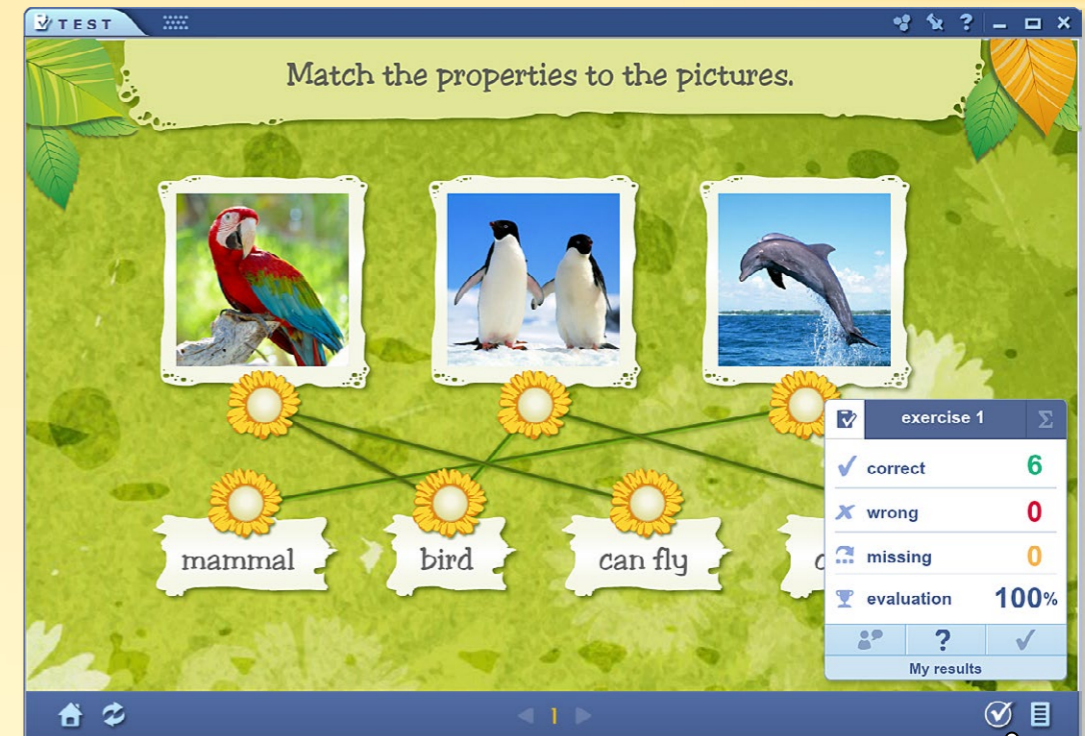 TEST
?
Match the properties to the pictures.
mammal
bird
can fly
exercise 1
Σ
correct 6
wrong 0
missing 0
evaluation 100%
?
My results
1